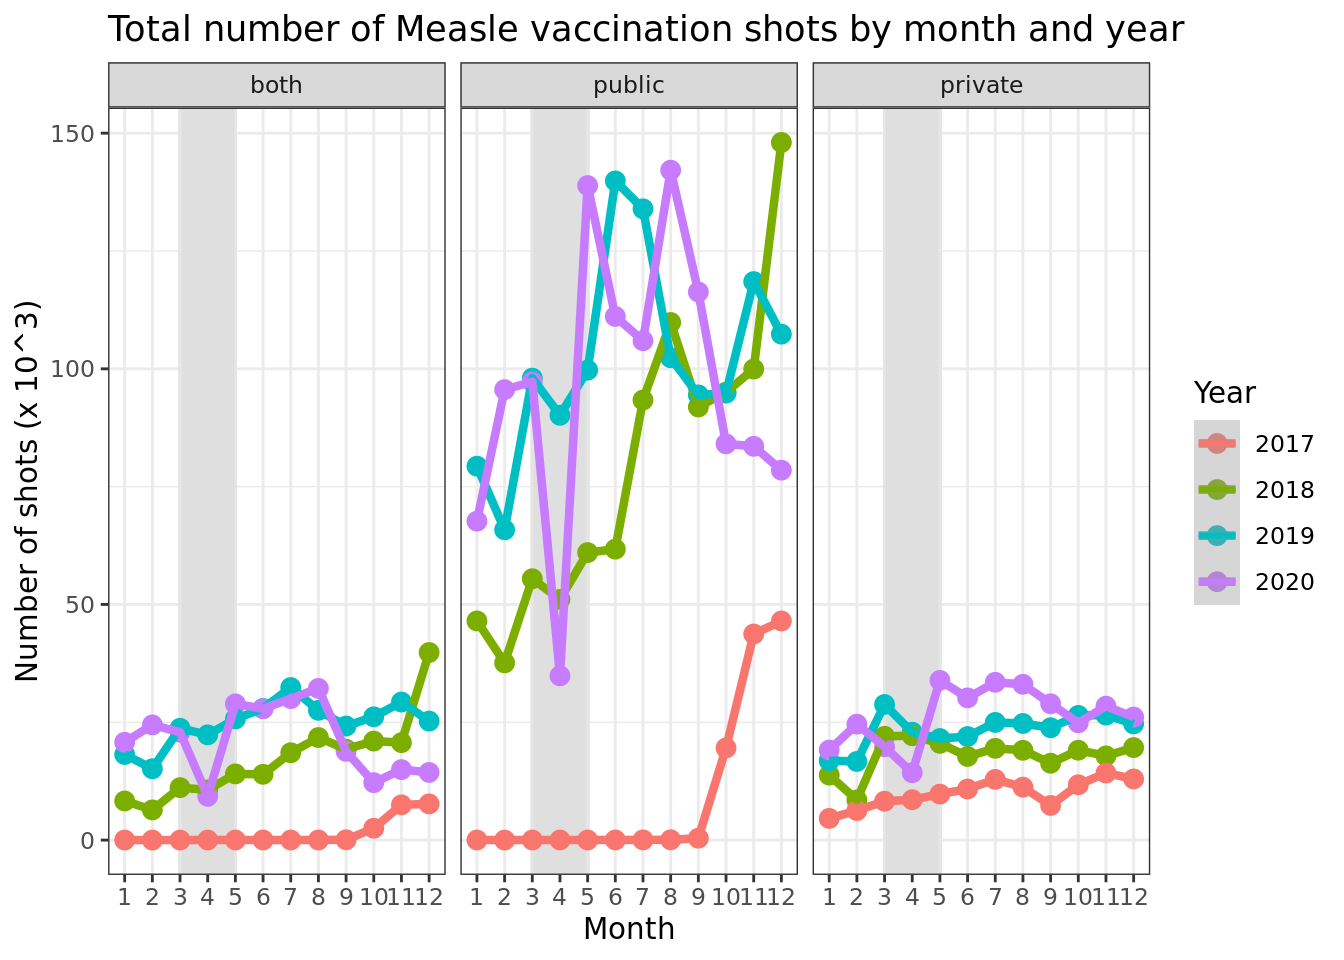 Total number of Measle vaccination shots by month and year
both public private
Number of shots (x 10^3)
150
100
50
0
1 2 3 4 5 6 7 8 9 10 11 12 1 2 3 4 5 6 7 8 9 10 11 12 1 2 3 4 5 6 7 8 9 10 11 12
Month
Year
2017
2018
2019
2020